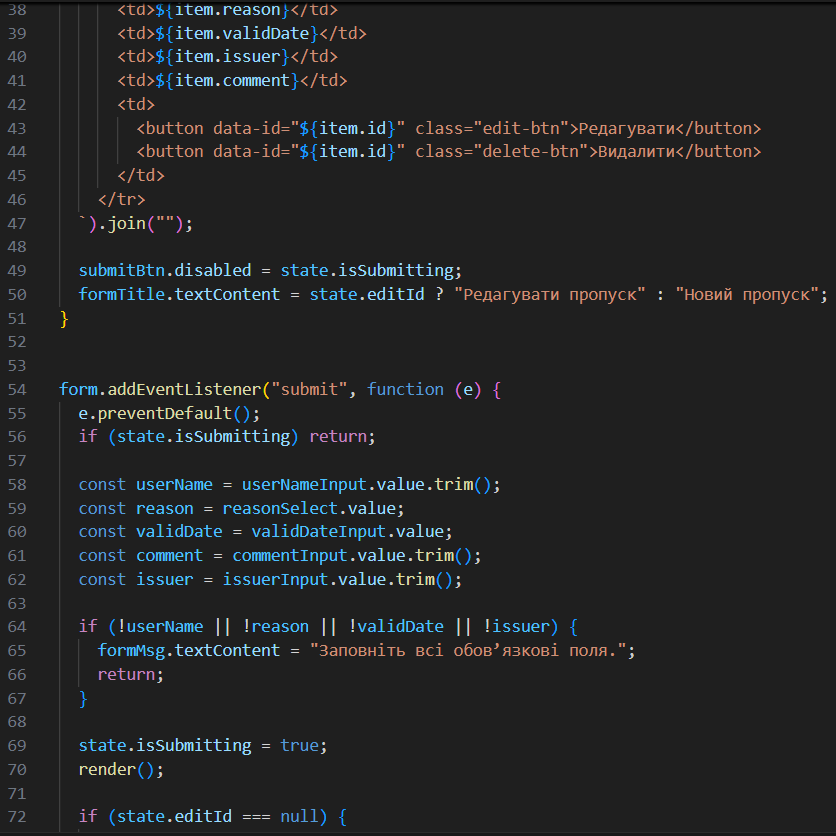 38 <td>${item.reason}</td>
39 <td>${item.validDate}</td>
40 <td>${item.issuer}</td>
41 <td>${item.comment}</td>
42 <td>
43 <button data-id="${item.id}" class="edit-btn">Редагувати</button>
44 <button data-id="${item.id}" class="delete-btn">Видалити</button>
45 </td>
46 </tr>
47 `).join("");
48
49 submitBtn.disabled = state.isSubmitting;
50 formTitle.textContent = state.editId ? "Редагувати пропуск" : "Новий пропуск";
51 }
52
53
54 form.addEventListener("submit", function (e) {
55 e.preventDefault();
56 if (state.isSubmitting) return;
57
58 const userName = userNameInput.value.trim();
59 const reason = reasonSelect.value;
60 const validDate = validDateInput.value;
61 const comment = commentInput.value.trim();
62 const issuer = issuerInput.value.trim();
63
64 if (!userName || !reason || !validDate || !issuer) {
65 formMsg.textContent = "Заповніть всі обов’язкові поля.";
66 return;
67 }
68
69 state.isSubmitting = true;
70 render();
71
72 if (state.editId === null) {